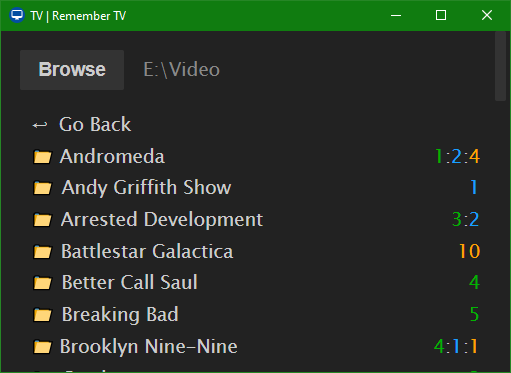 TV | Remember TV
Browse E:\Video
Go Back
Andromeda 1:2:4
Andy Griffith Show 1
Arrested Development 3:2
Battlestar Galactica 10
Better Call Saul 4
Breaking Bad 5
Brooklyn Nine-Nine 4:1:1